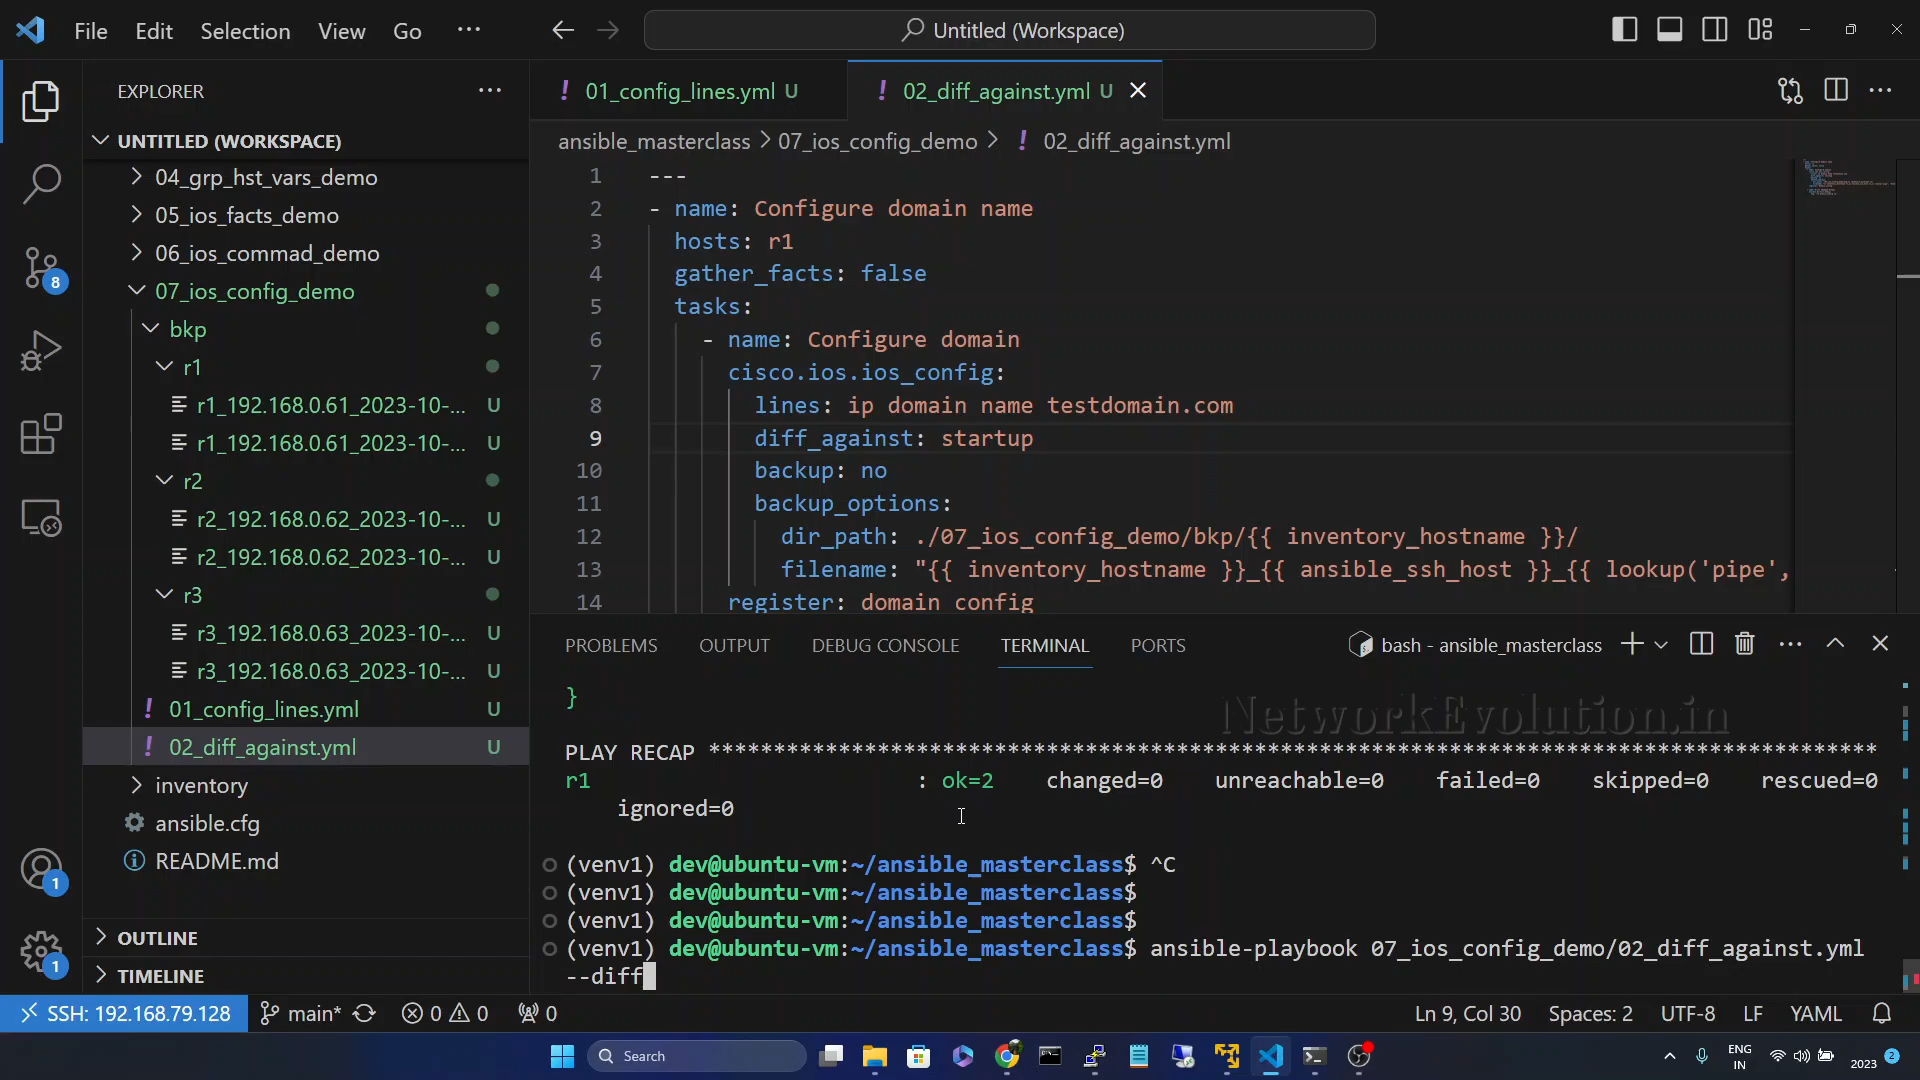 File Edit Selection View Go ··· Untitled (Workspace)
EXPLORER ···
UNTITLED (WORKSPACE)
04_grp_hst_vars_demo
05_ios_facts_demo
06_ios_commad_demo
07_ios_config_demo
bkp
r1
r1_192.168.0.61_2023-10-... U
r1_192.168.0.61_2023-10-... U
r2
r2_192.168.0.62_2023-10-... U
r2_192.168.0.62_2023-10-... U
r3
r3_192.168.0.63_2023-10-... U
r3_192.168.0.63_2023-10-... U
! 01_config_lines.yml U
! 02_diff_against.yml U
inventory
ansible.cfg
README.md
OUTLINE
TIMELINE
8
1
1
! 01_config_lines.yml U ! 02_diff_against.yml U
ansible_masterclass > 07_ios_config_demo > ! 02_diff_against.yml
1 ---
2 - name: Configure domain name
3 hosts: r1
4 gather_facts: false
5 tasks:
6 - name: Configure domain
7 cisco.ios.ios_config:
8 lines: ip domain name testdomain.com
9 diff_against: startup
10 backup: no
11 backup_options:
12 dir_path: ./07_ios_config_demo/bkp/{{ inventory_hostname }}/
13 filename: "{{ inventory_hostname }}_{{ ansible_ssh_host }}_{{ lookup('pipe',
14 register: domain config
PROBLEMS OUTPUT DEBUG CONSOLE TERMINAL PORTS bash - ansible_masterclass
}
NetworkEvolution.in
PLAY RECAP ******************************************************************************************
r1 : ok=2 changed=0 unreachable=0 failed=0 skipped=0 rescued=0
ignored=0
(venv1) dev@ubuntu-vm:~/ansible_masterclass$ ^C
(venv1) dev@ubuntu-vm:~/ansible_masterclass$
(venv1) dev@ubuntu-vm:~/ansible_masterclass$
(venv1) dev@ubuntu-vm:~/ansible_masterclass$ ansible-playbook 07_ios_config_demo/02_diff_against.yml
--diff
SSH: 192.168.79.128 main* 0 0 0 Ln 9, Col 30 Spaces: 2 UTF-8 LF YAML
Search ENG
IN 2023 2